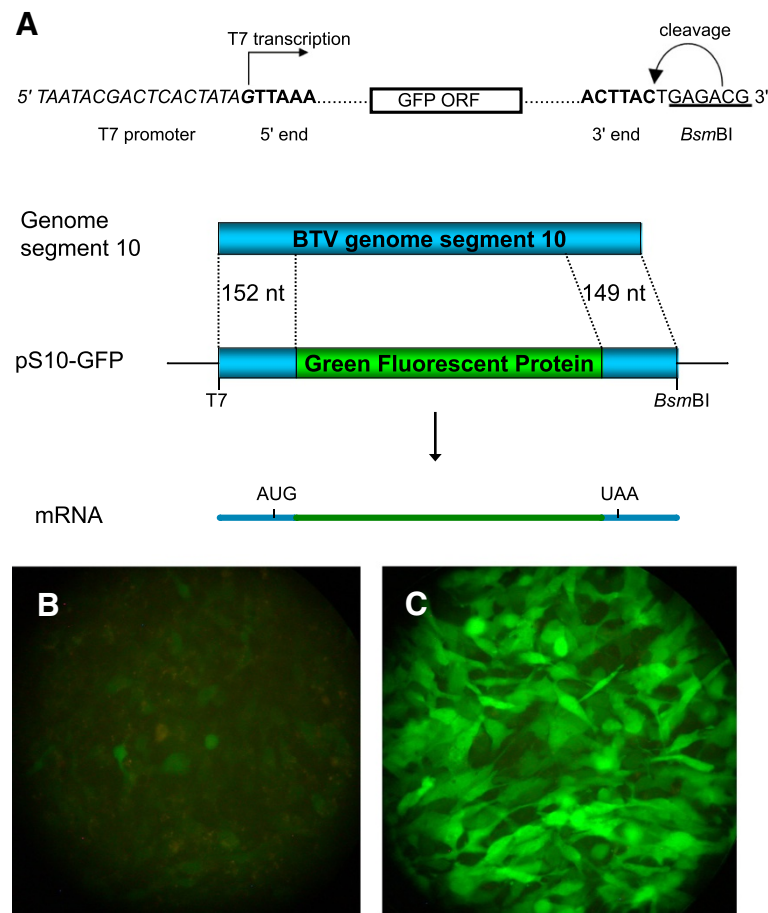 A
T7 transcription
cleavage
5' TAATACGACTCACTATAGTTAAA.......... GFP ORF ..........ACTTACTGAGACG 3'
T7 promoter 5' end 3' end BsmBI
Genome
segment 10
BTV genome segment 10
152 nt 149 nt
pS10-GFP
Green Fluorescent Protein
T7 BsmBI
AUG UAA
mRNA
B C